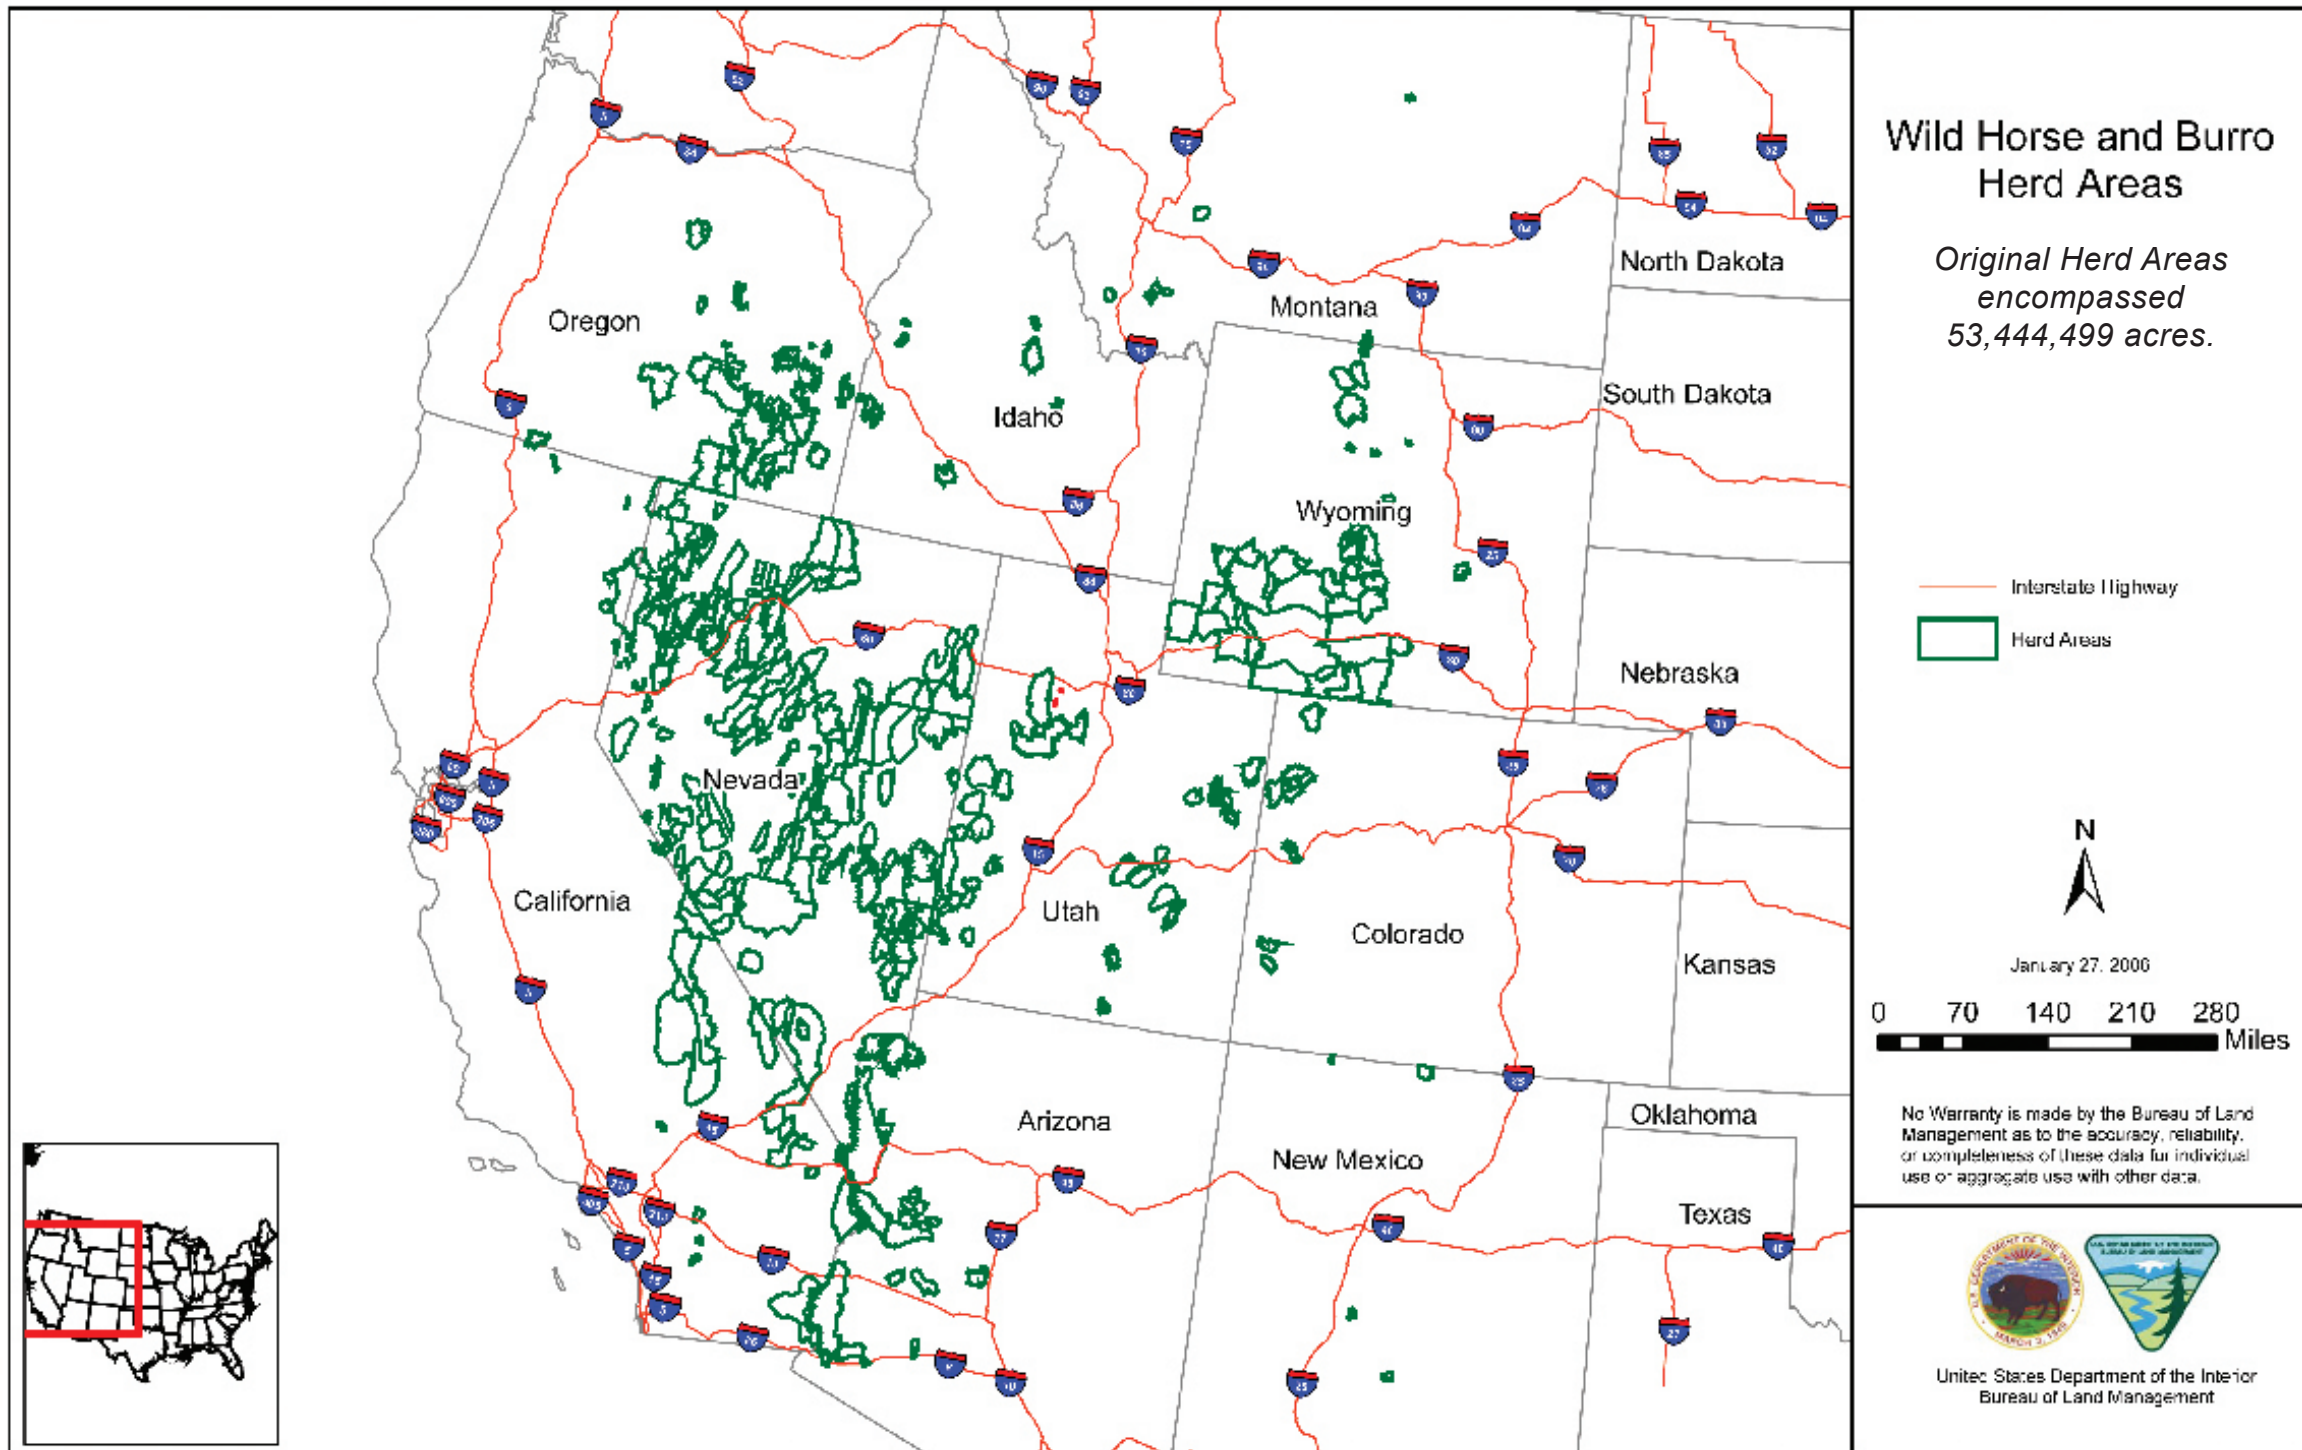 Wild Horse and Burro
Herd Areas
Original Herd Areas
encompassed
53,444,499 acres.
North Dakota
Montana
Oregon
South Dakota
Idaho
Wyoming
Interstate Highway
Herd Areas
Nebraska
Nevada
N
California
Utah
Colorado
Kansas
January 27, 2006
0 70 140 210 280
Miles
Arizona
New Mexico
Oklahoma
Texas
No Warranty is made by the Bureau of Land
Management as to the accuracy, reliability,
or completeness of these data for individual
use or aggregate use with other data.
United States Department of the Interior
Bureau of Land Management